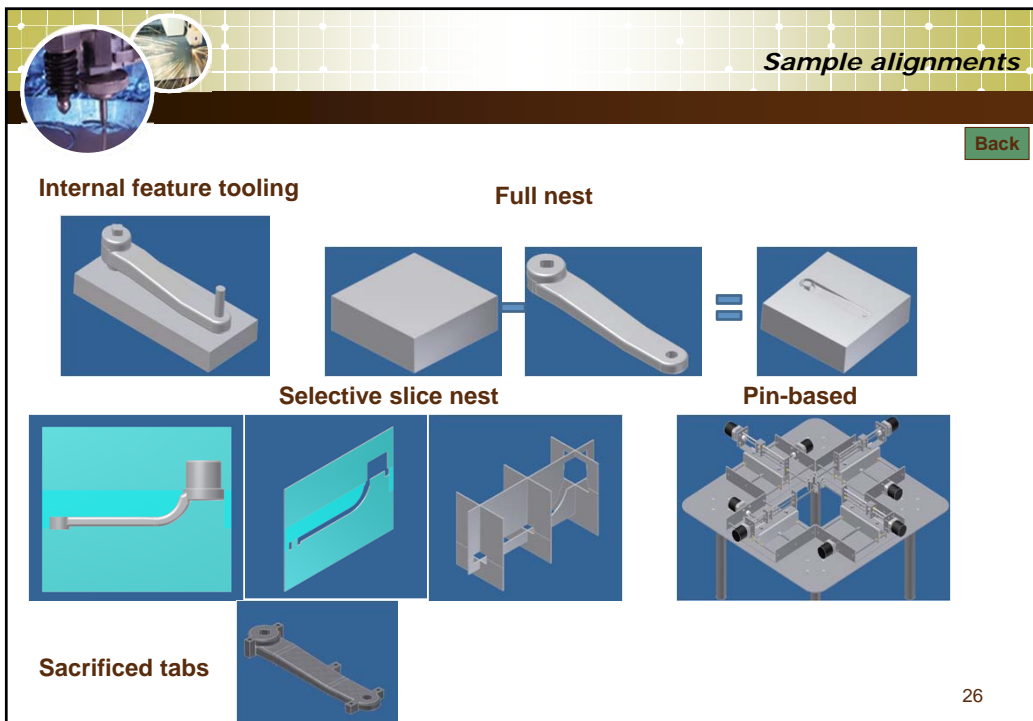 Sample alignments
Back
Internal feature tooling
Full nest
Selective slice nest
Pin-based
Sacrificed tabs
26